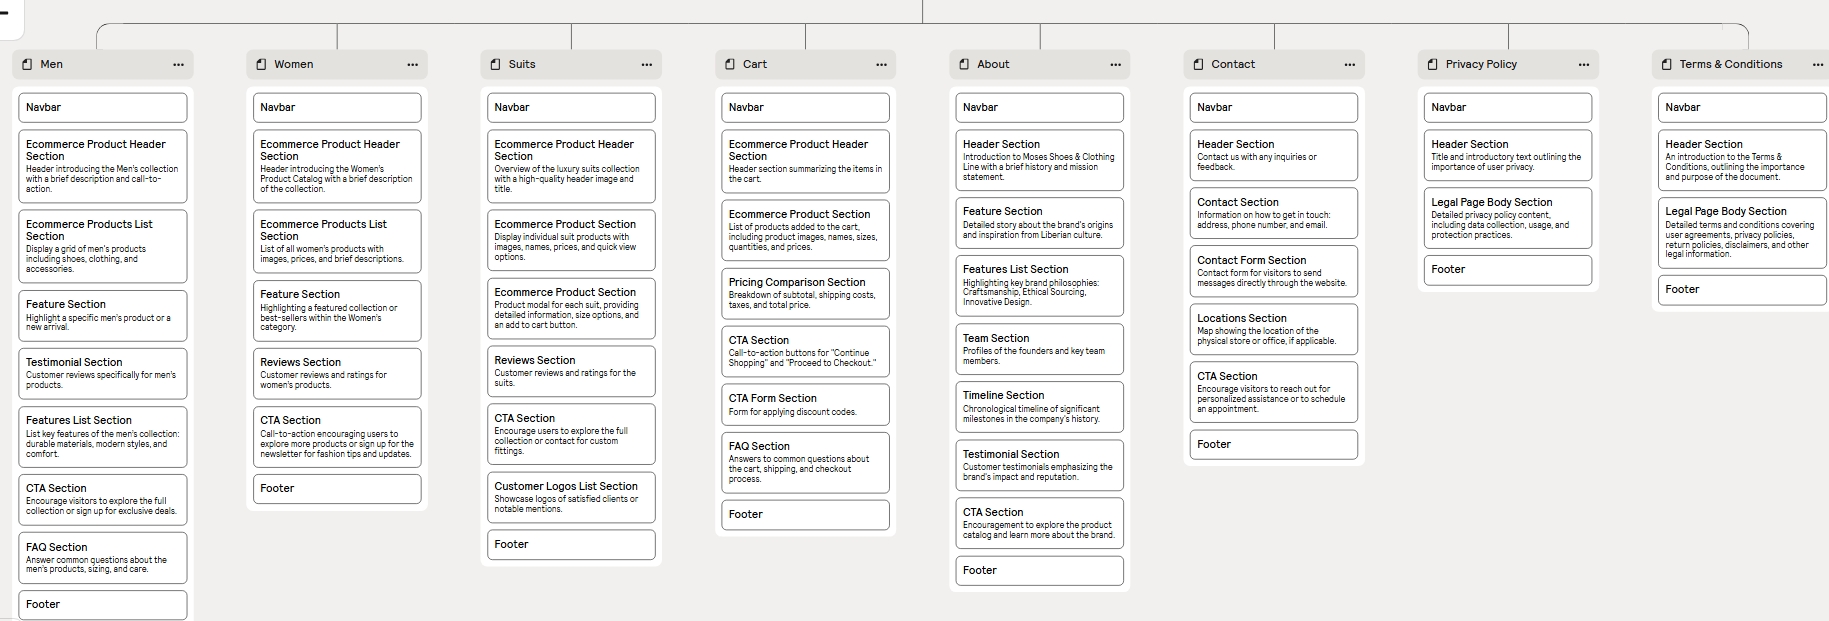 Men
Navbar
Ecommerce Product Header
Section
Header introducing the Men's collection
with a brief description and call-to-
action.
Ecommerce Products List
Section
Display a grid of men's products
including shoes, clothing, and
accessories.
Feature Section
Highlight a specific men's product or a
new arrival.
Testimonial Section
Customer reviews specifically for men's
products.
Features List Section
List key features of the men's collection:
durable materials, modern styles, and
comfort.
CTA Section
Encourage visitors to explore the full
collection or sign up for exclusive deals.
FAQ Section
Answer common questions about the
men's products, sizing, and care.
Footer
Women
Navbar
Ecommerce Product Header
Section
Header introducing the Women's
Product Catalog with a brief description
of the collection.
Ecommerce Products List
Section
List of all women's products with
images, prices, and brief descriptions.
Feature Section
Highlighting a featured collection or
best-sellers within the Women's
category.
Reviews Section
Customer reviews and ratings for
women's products.
CTA Section
Call-to-action encouraging users to
explore more products or sign up for the
newsletter for fashion tips and updates.
Footer
Suits
Navbar
Ecommerce Product Header
Section
Overview of the luxury suits collection
with a high-quality header image and
title.
Ecommerce Product Section
Display individual suit products with
images, names, prices, and quick view
options.
Ecommerce Product Section
Product modal for each suit, providing
detailed information, size options, and
an add to cart button.
Reviews Section
Customer reviews and ratings for the
suits.
CTA Section
Encourage users to explore the full
collection or contact for custom
fittings.
Customer Logos List Section
Showcase logos of satisfied clients or
notable mentions.
Footer
Cart
Navbar
Ecommerce Product Header
Section
Header section summarizing the items in
the cart.
Ecommerce Product Section
List of products added to the cart,
including product images, names, sizes,
quantities, and prices.
Pricing Comparison Section
Breakdown of subtotal, shipping costs,
taxes, and total price.
CTA Section
Call-to-action buttons for "Continue
Shopping" and "Proceed to Checkout."
CTA Form Section
Form for applying discount codes.
FAQ Section
Answers to common questions about
the cart, shipping, and checkout
process.
Footer
About
Navbar
Header Section
Introduction to Moses Shoes & Clothing
Line with a brief history and mission
statement.
Feature Section
Detailed story about the brand's origins
and inspiration from Liberian culture.
Features List Section
Highlighting key brand philosophies:
Craftsmanship, Ethical Sourcing,
Innovative Design.
Team Section
Profiles of the founders and key team
members.
Timeline Section
Chronological timeline of significant
milestones in the company's history.
Testimonial Section
Customer testimonials emphasizing the
brand's impact and reputation.
CTA Section
Encouragement to explore the product
catalog and learn more about the brand.
Footer
Contact
Navbar
Header Section
Contact us with any inquiries or
feedback.
Contact Section
Information on how to get in touch:
address, phone number, and email.
Contact Form Section
Contact form for visitors to send
messages directly through the website.
Locations Section
Map showing the location of the
physical store or office, if applicable.
CTA Section
Encourage visitors to reach out for
personalized assistance or to schedule
an appointment.
Footer
Privacy Policy
Navbar
Header Section
Title and introductory text outlining the
importance of user privacy.
Legal Page Body Section
Detailed privacy policy content,
including data collection, usage, and
protection practices.
Footer
Terms & Conditions
Navbar
Header Section
An introduction to the Terms &
Conditions, outlining the importance
and purpose of the document.
Legal Page Body Section
Detailed terms and conditions covering
user agreements, privacy policies,
return policies, disclaimers, and other
legal information.
Footer